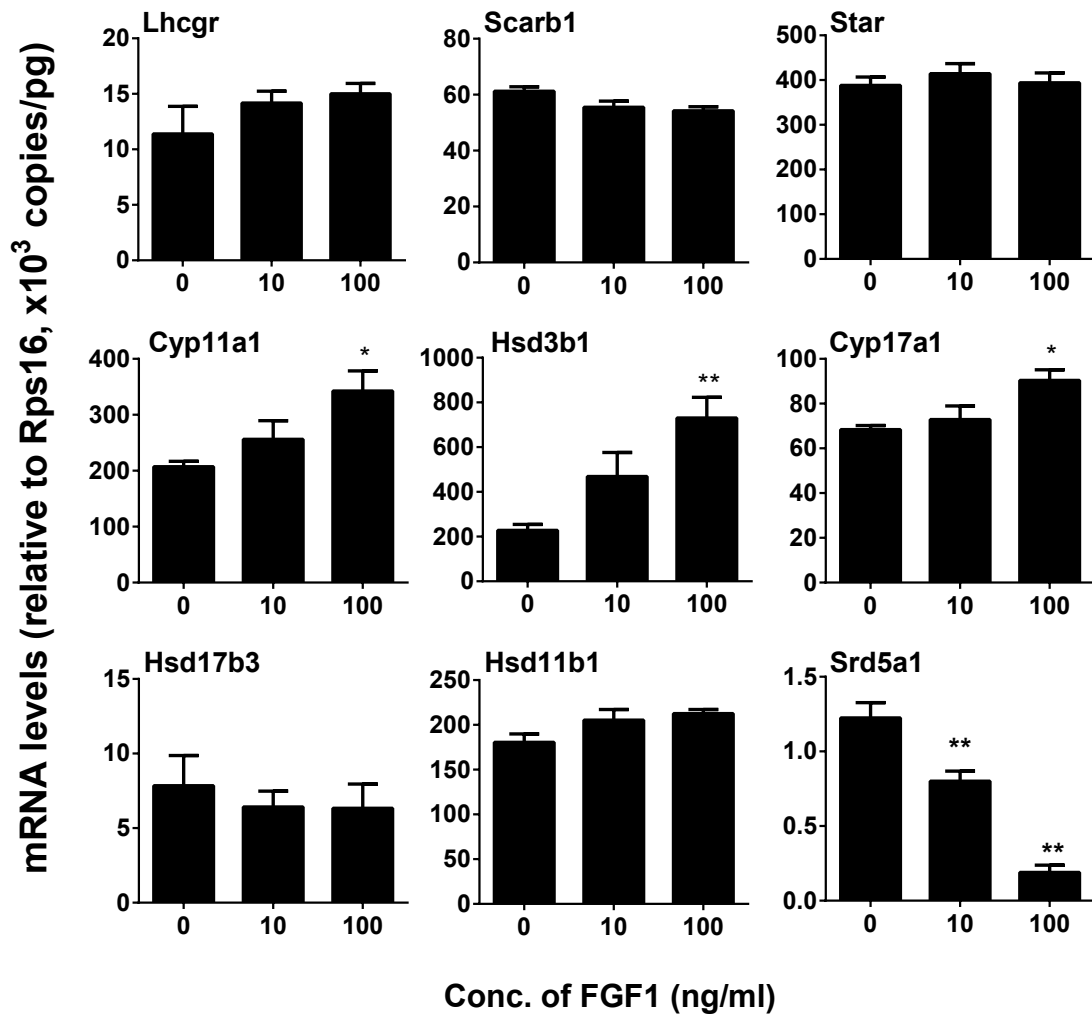 mRNA levels (relative to Rps16, x10³ copies/pg)
Lhcgr
20
15
10
5
0
0 10 100
Scarb1
80
60
40
20
0
0 10 100
Star
500
400
300
200
100
0
0 10 100
Cyp11a1
400
300
200
100
0
*
0 10 100
Hsd3b1
1000
800
600
400
200
0
**
0 10 100
Cyp17a1
100
80
60
40
20
0
*
0 10 100
Hsd17b3
15
10
5
0
0 10 100
Hsd11b1
250
200
150
100
50
0
0 10 100
Srd5a1
1.5
1.0
0.5
0.0
**
**
0 10 100
Conc. of FGF1 (ng/ml)